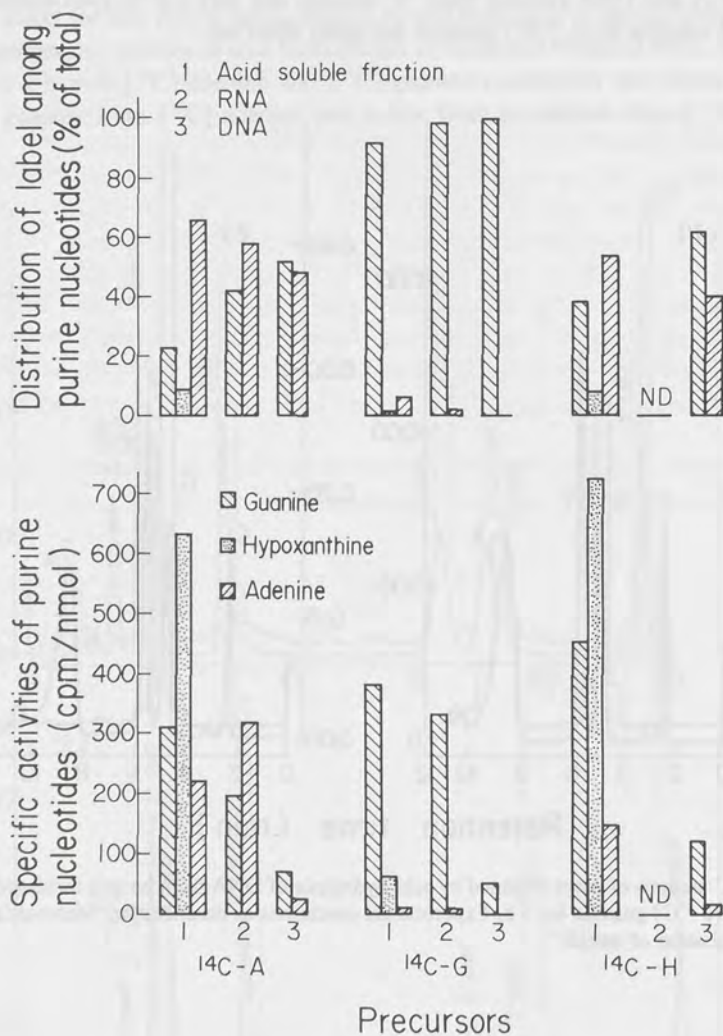 1 Acid soluble fraction
2 RNA
3 DNA
Distribution of label among
purine nucleotides (% of total)
100
80
60
40
20
0
ND
Specific activities of purine
nucleotides (cpm/nmol)
700
600
500
400
300
200
100
0
Guanine
Hypoxanthine
Adenine
ND
1 2 3 1 2 3 1 2 3
¹⁴C-A ¹⁴C-G ¹⁴C-H
Precursors